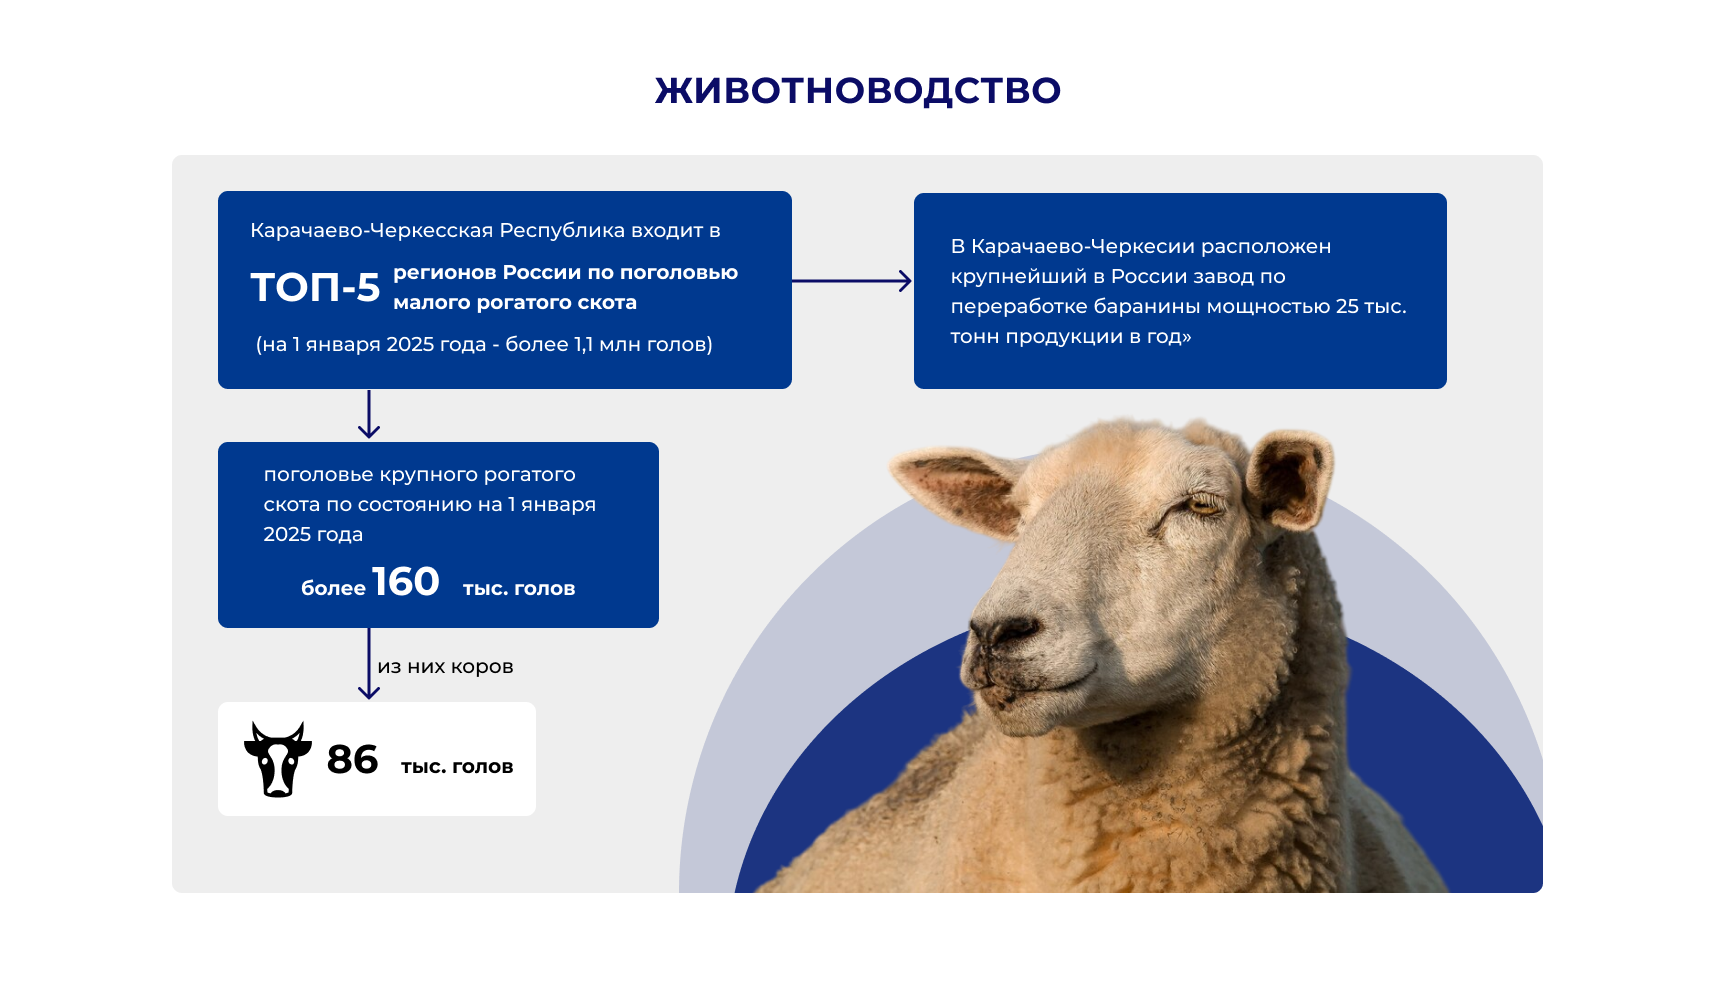 ЖИВОТНОВОДСТВО
Карачаево-Черкесская Республика входит в
ТОП-5 регионов России по поголовью
малого рогатого скота
(на 1 января 2025 года - более 1,1 млн голов)
В Карачаево-Черкесии расположен
крупнейший в России завод по
переработке баранины мощностью 25 тыс.
тонн продукции в год»
поголовье крупного рогатого
скота по состоянию на 1 января
2025 года
более 160 тыс. голов
из них коров
86 тыс. голов